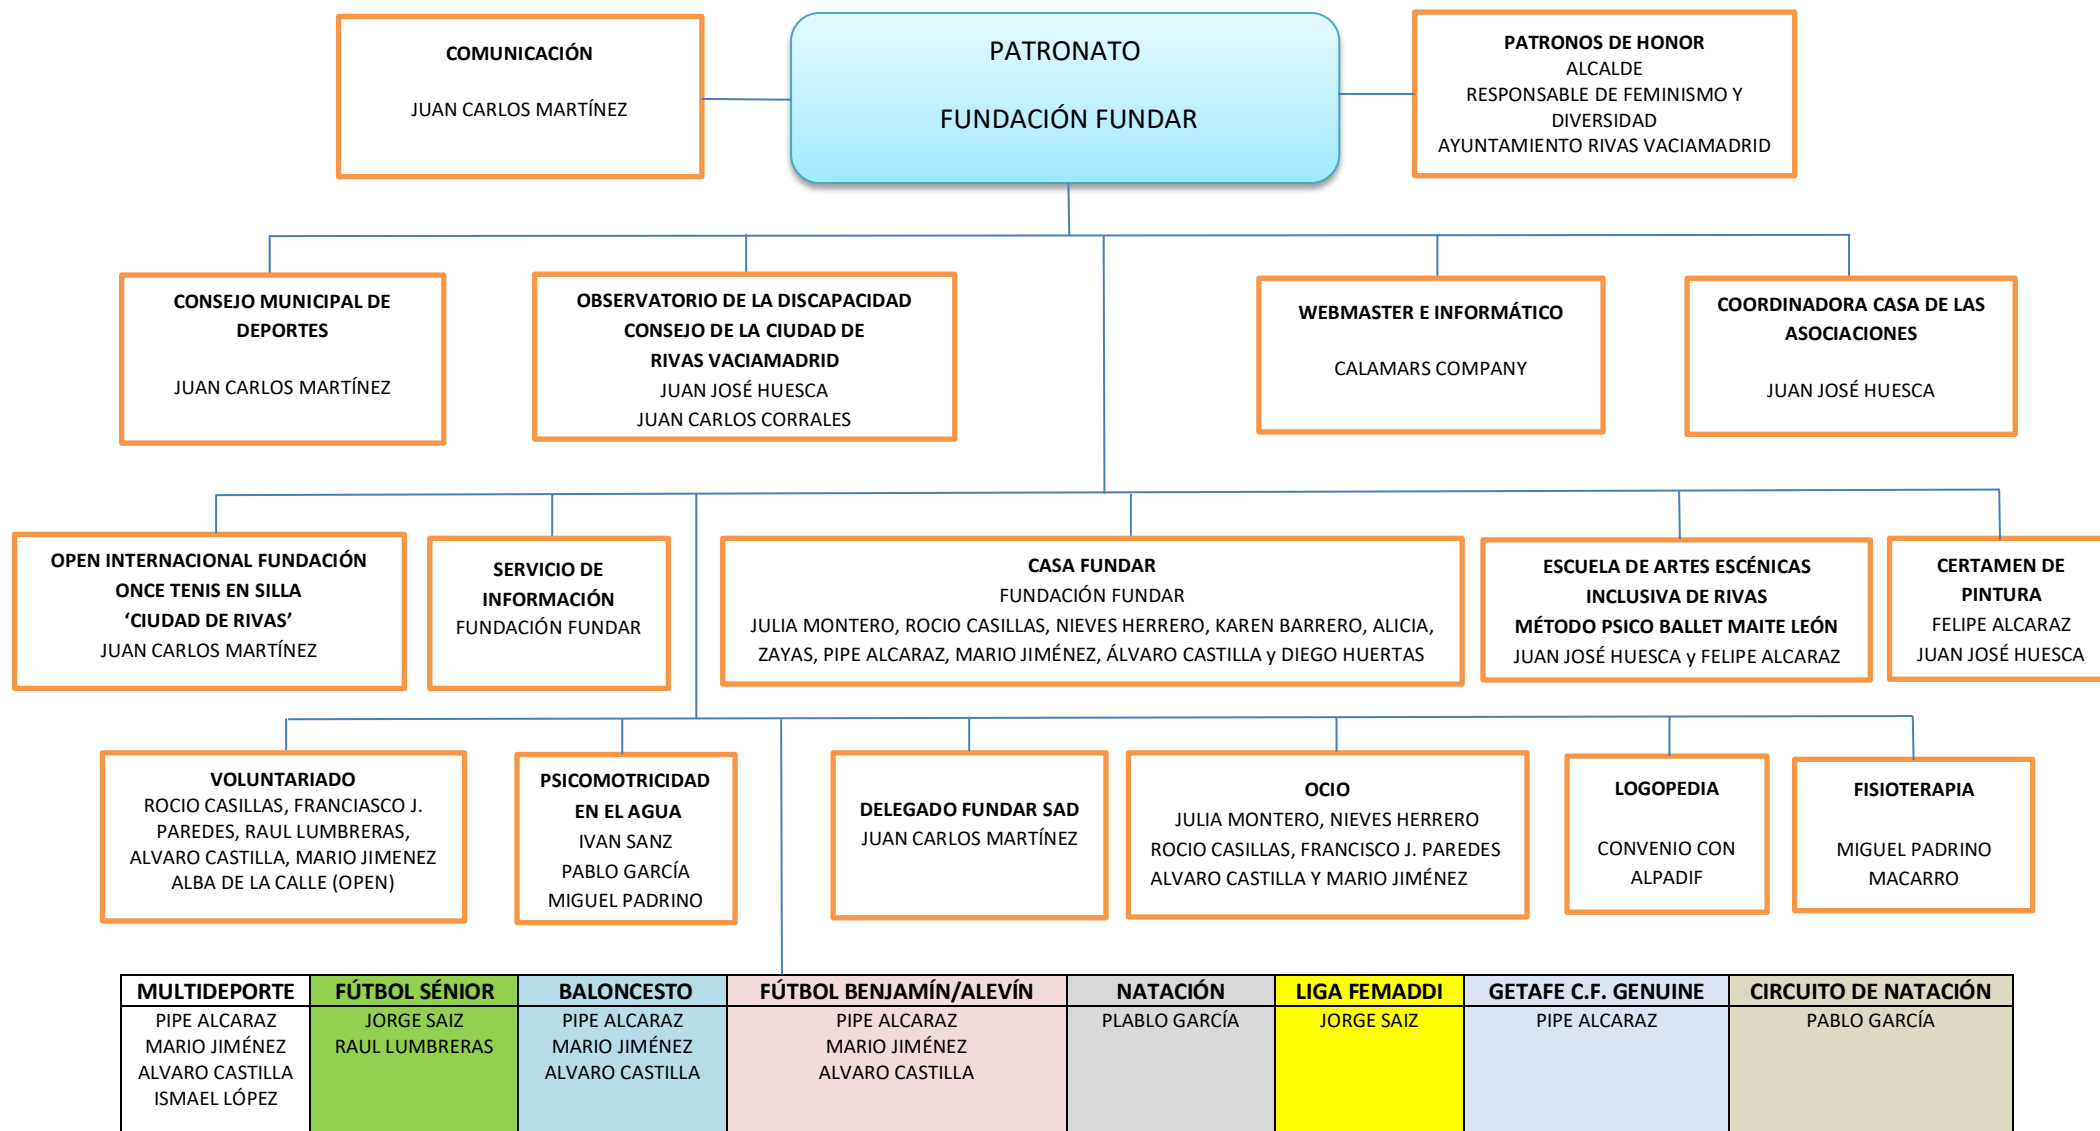 COMUNICACIÓN
JUAN CARLOS MARTÍNEZ
PATRONATO
FUNDACIÓN FUNDAR
PATRONOS DE HONOR
ALCALDE
RESPONSABLE DE FEMINISMO Y
DIVERSIDAD
AYUNTAMIENTO RIVAS VACIAMADRID
CONSEJO MUNICIPAL DE
DEPORTES
JUAN CARLOS MARTÍNEZ
OBSERVATORIO DE LA DISCAPACIDAD
CONSEJO DE LA CIUDAD DE
RIVAS VACIAMADRID
JUAN JOSÉ HUESCA
JUAN CARLOS CORRALES
WEBMASTER E INFORMÁTICO
CALAMARS COMPANY
COORDINADORA CASA DE LAS
ASOCIACIONES
JUAN JOSÉ HUESCA
OPEN INTERNACIONAL FUNDACIÓN
ONCE TENIS EN SILLA
‘CIUDAD DE RIVAS’
JUAN CARLOS MARTÍNEZ
SERVICIO DE
INFORMACIÓN
FUNDACIÓN FUNDAR
CASA FUNDAR
FUNDACIÓN FUNDAR
JULIA MONTERO, ROCIO CASILLAS, NIEVES HERRERO, KAREN BARRERO, ALICIA,
ZAYAS, PIPE ALCARAZ, MARIO JIMÉNEZ, ÁLVARO CASTILLA y DIEGO HUERTAS
ESCUELA DE ARTES ESCÉNICAS
INCLUSIVA DE RIVAS
MÉTODO PSICO BALLET MAITE LEÓN
JUAN JOSÉ HUESCA y FELIPE ALCARAZ
CERTAMEN DE
PINTURA
FELIPE ALCARAZ
JUAN JOSÉ HUESCA
VOLUNTARIADO
ROCIO CASILLAS, FRANCIASCO J.
PAREDES, RAUL LUMBRERAS,
ALVARO CASTILLA, MARIO JIMENEZ
ALBA DE LA CALLE (OPEN)
PSICOMOTRICIDAD
EN EL AGUA
IVAN SANZ
PABLO GARCÍA
MIGUEL PADRINO
DELEGADO FUNDAR SAD
JUAN CARLOS MARTÍNEZ
OCIO
JULIA MONTERO, NIEVES HERRERO
ROCIO CASILLAS, FRANCISCO J. PAREDES
ALVARO CASTILLA Y MARIO JIMÉNEZ
LOGOPEDIA
CONVENIO CON
ALPADIF
FISIOTERAPIA
MIGUEL PADRINO
MACARRO
MULTIDEPORTE
PIPE ALCARAZ
MARIO JIMÉNEZ
ALVARO CASTILLA
ISMAEL LÓPEZ
FÚTBOL SÉNIOR
JORGE SAIZ
RAUL LUMBRERAS
BALONCESTO
PIPE ALCARAZ
MARIO JIMÉNEZ
ALVARO CASTILLA
FÚTBOL BENJAMÍN/ALEVÍN
PIPE ALCARAZ
MARIO JIMÉNEZ
ALVARO CASTILLA
NATACIÓN
PLABLO GARCÍA
LIGA FEMADDI
JORGE SAIZ
GETAFE C.F. GENUINE
PIPE ALCARAZ
CIRCUITO DE NATACIÓN
PABLO GARCÍA